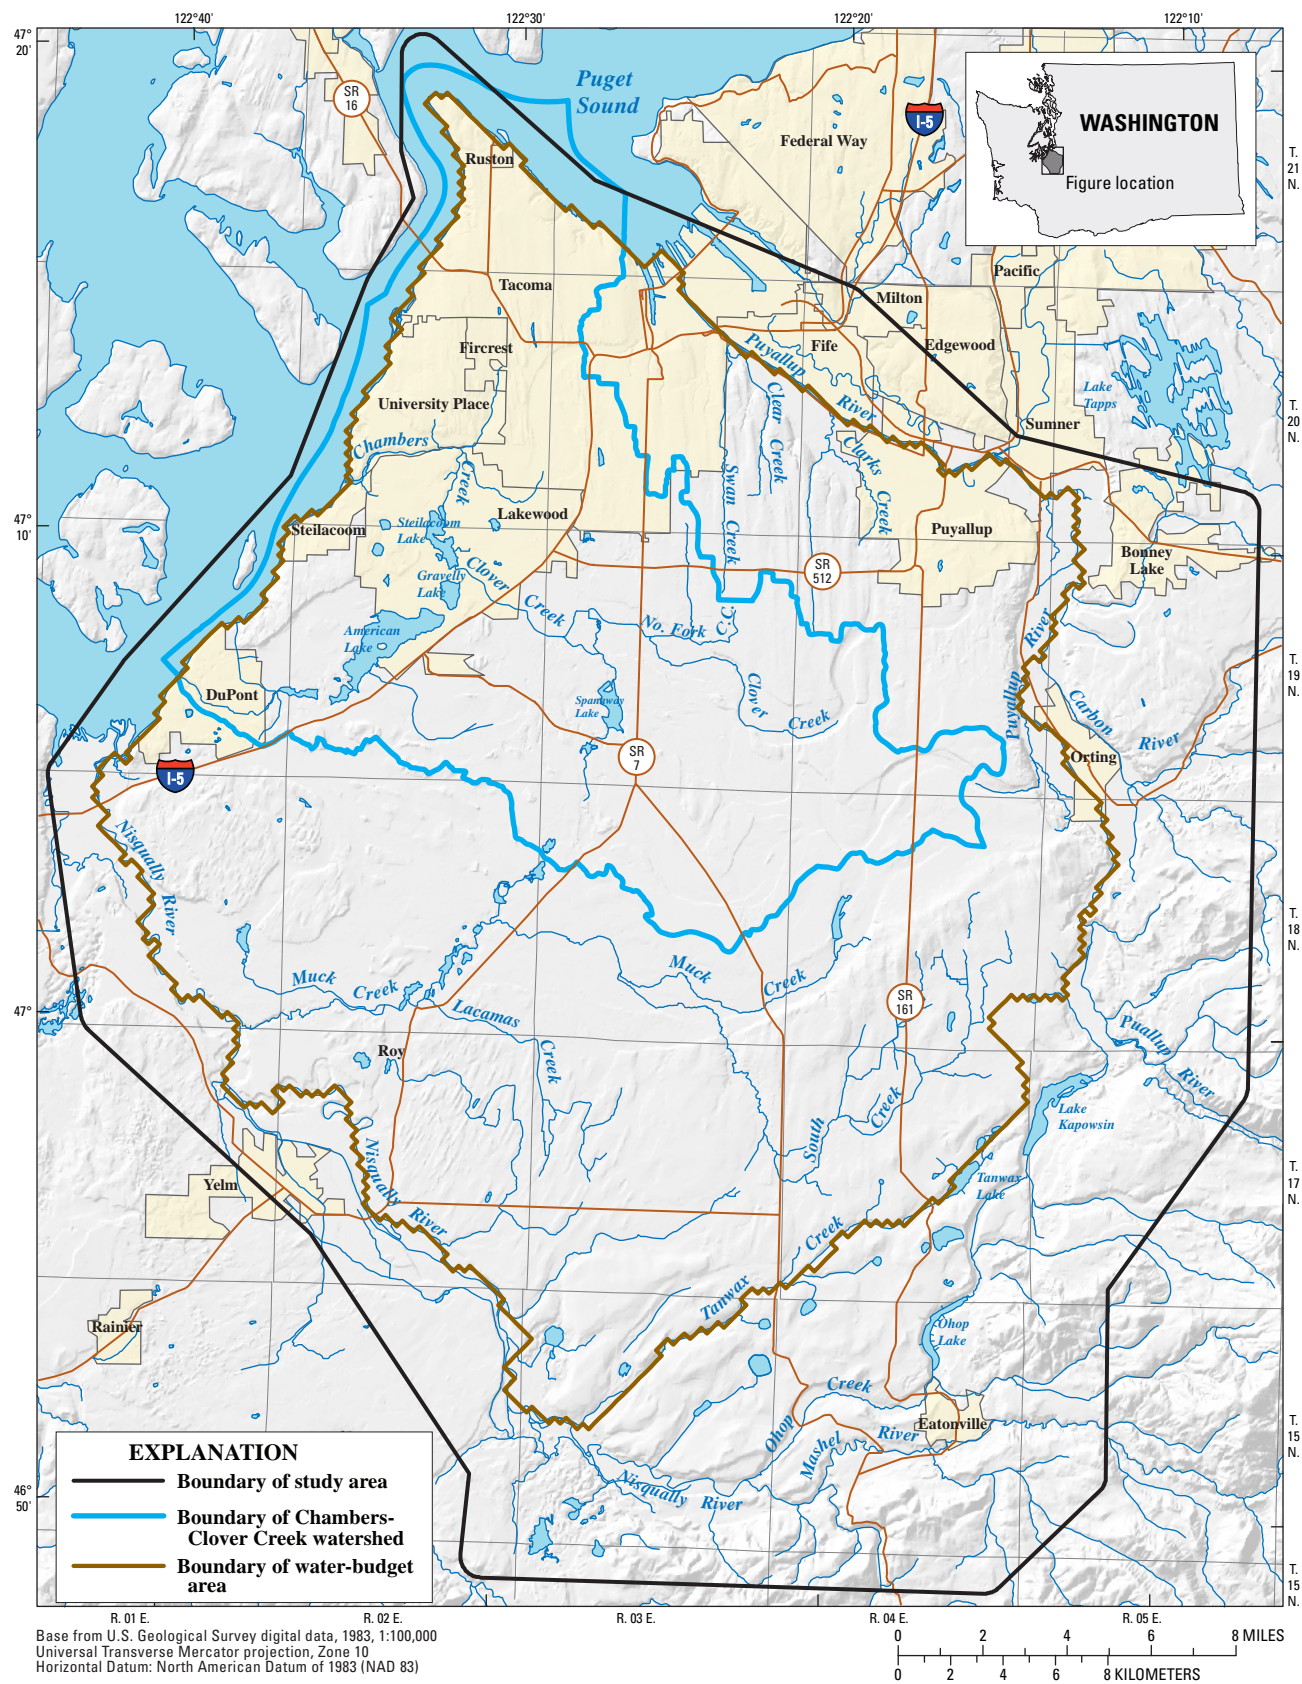 122°40'
122°30'
122°20'
122°10'
47°
20'
Puget
Sound
SR
16
I-5
WASHINGTON
Figure location
Federal Way
T.
21
N.
Ruston
Pacific
Tacoma
Milton
Fircrest
Puyallup
River
Fife
Edgewood
Lake
Tapps
University Place
Clear Creek
T.
20
N.
Sumner
Chambers
Creek
Clarks
Creek
Swan Creek
Steilacoom
Steilacoom
Lake
Lakewood
Puyallup
47°
10'
Bonney
Lake
Gravelly
Lake
Clover
Creek
SR
512
No. Fork
C.C.
American
Lake
River
Puyallup
T.
19
N.
DuPont
Spanaway
Lake
Clover
Creek
Carbon
River
SR
7
Orting
I-5
Nisqually
River
T.
18
N.
Muck
Creek
Muck
Creek
SR
161
47°
Lacamas
Creek
Puallup
River
Roy
Lake
Kapowsin
South
Creek
Nisqually
River
Yelm
Tanwax
Lake
T.
17
N.
Tanwax
Creek
Rainier
Ohop
Lake
Ohop
Creek
Eatonville
Mashel
River
T.
15
N.
Nisqually River
46°
50'
EXPLANATION
Boundary of study area
Boundary of Chambers-
Clover Creek watershed
Boundary of water-budget
area
T.
15
N.
R. 01 E.
R. 02 E.
R. 03 E.
R. 04 E.
R. 05 E.
Base from U.S. Geological Survey digital data, 1983, 1:100,000
Universal Transverse Mercator projection, Zone 10
Horizontal Datum: North American Datum of 1983 (NAD 83)
0 2 4 6 8 MILES
0 2 4 6 8 KILOMETERS